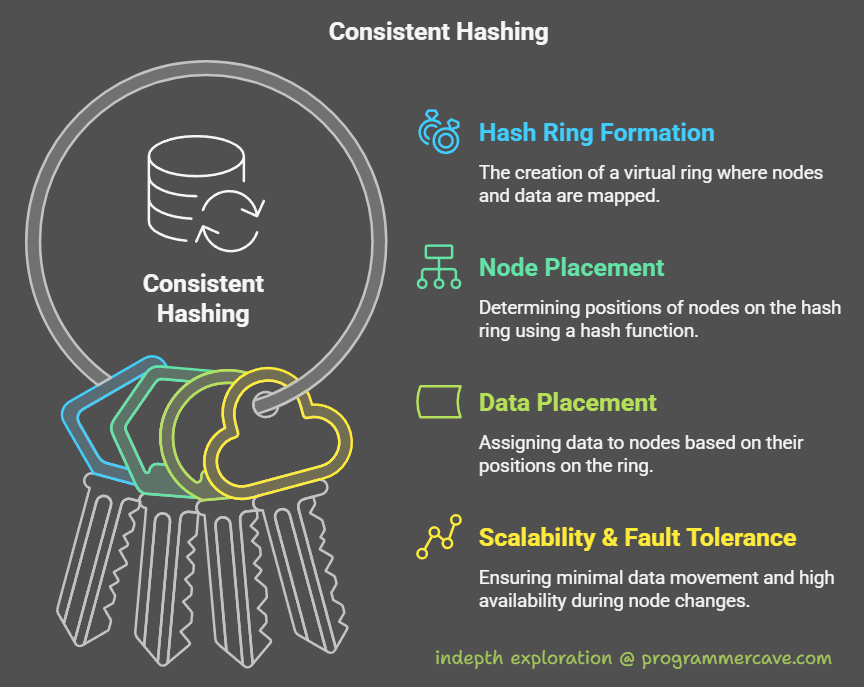 Consistent Hashing
Consistent
Hashing
Hash Ring Formation
The creation of a virtual ring where nodes
and data are mapped.
Node Placement
Determining positions of nodes on the hash
ring using a hash function.
Data Placement
Assigning data to nodes based on their
positions on the ring.
Scalability & Fault Tolerance
Ensuring minimal data movement and high
availability during node changes.
indepth exploration @ programmercave.com